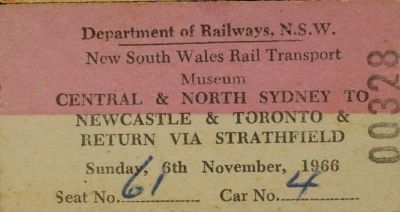 Department of Railways, N.S.W.
New South Wales Rail Transport
Museum
CENTRAL & NORTH SYDNEY TO
NEWCASTLE & TORONTO &
RETURN VIA STRATHFIELD
Sunday, 6th November, 1966
Seat No. 61 Car No. 4
00328